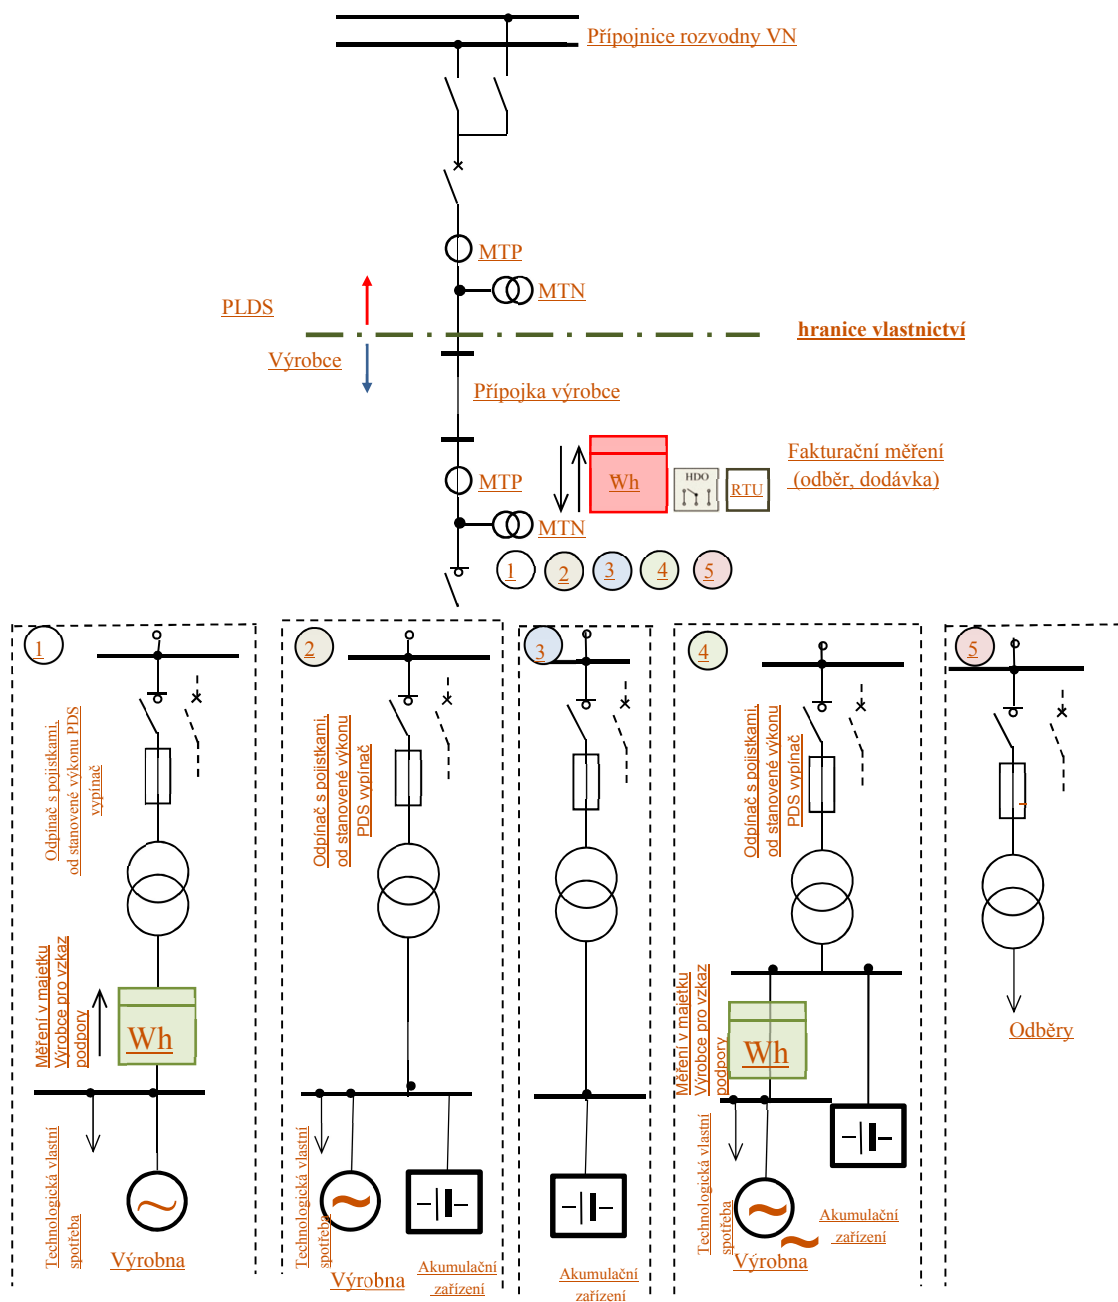 Přípojnice rozvodny VN
MTP
MTN
PLDS
hranice vlastnictví
Výrobce
Přípojka výrobce
Fakturační měření
(odběr, dodávka)
Wh
HDO
RTU
MTP
MTN
1
2
3
4
5
1
Odpínač s pojistkami,
od stanovené výkonu PDS
vypínač
Měření v majetku
Výrobce pro vzkaz
podpory
Wh
Technologická vlastní
spotřeba
Výrobna
2
Odpínač s pojistkami,
od stanovené výkonu
PDS vypínač
Technologická vlastní
spotřeba
Výrobna
Akumulační
zařízení
3
Akumulační
zařízení
4
Odpínač s pojistkami,
od stanovené výkonu
PDS vypínač
Měření v majetku
Výrobce pro vzkaz
podpory
Wh
Technologická vlastní
spotřeba
Výrobna
Akumulační
zařízení
5
Odběry